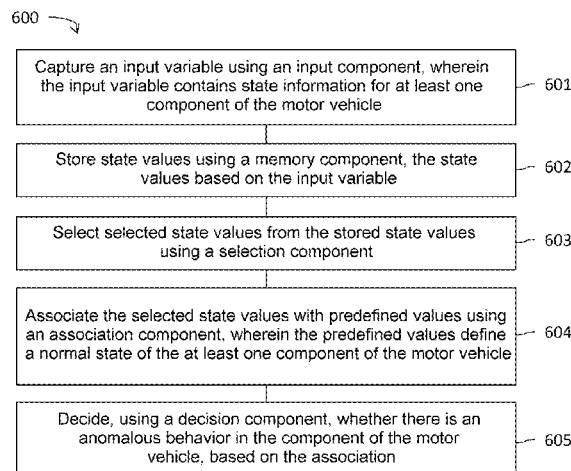 600
Capture an input variable using an input component, wherein
the input variable contains state information for at least one
component of the motor vehicle
601
Store state values using a memory component, the state
values based on the input variable
602
Select selected state values from the stored state values
using a selection component
603
Associate the selected state values with predefined values using
an association component, wherein the predefined values define
a normal state of the at least one component of the motor vehicle
604
Decide, using a decision component, whether there is an
anomalous behavior in the component of the motor
vehicle, based on the association
605